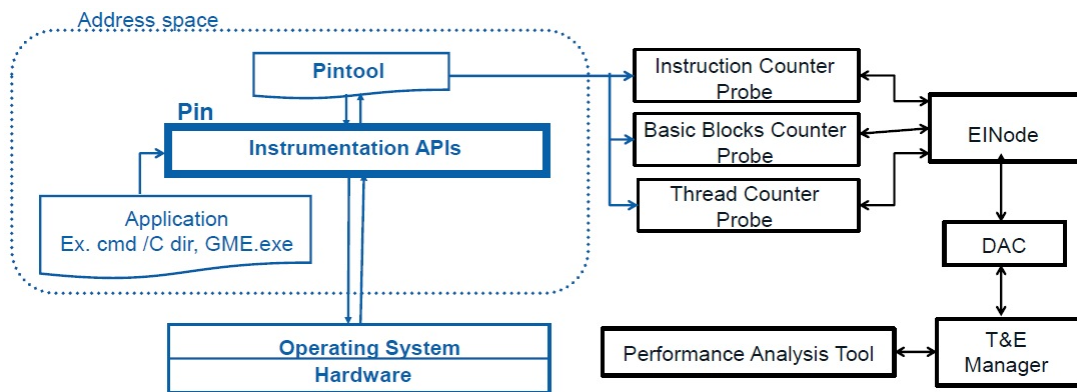 Address space
Pintool
Pin
Instrumentation APIs
Application
Ex. cmd /C dir, GME.exe
Operating System
Hardware
Instruction Counter
Probe
Basic Blocks Counter
Probe
Thread Counter
Probe
EINode
DAC
T&E
Manager
Performance Analysis Tool